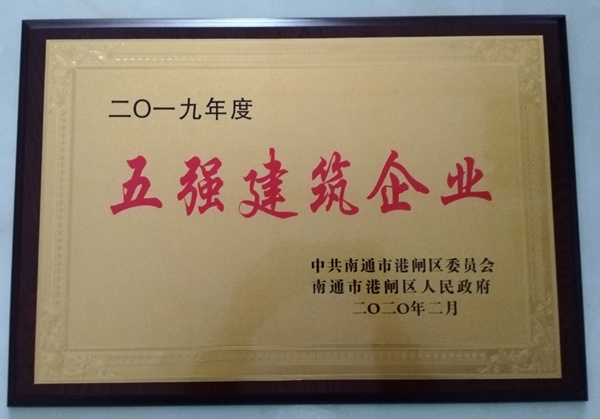 二〇一九年度
五强建筑企业
中共南通市港闸区委员会
南通市港闸区人民政府
二〇二〇年二月